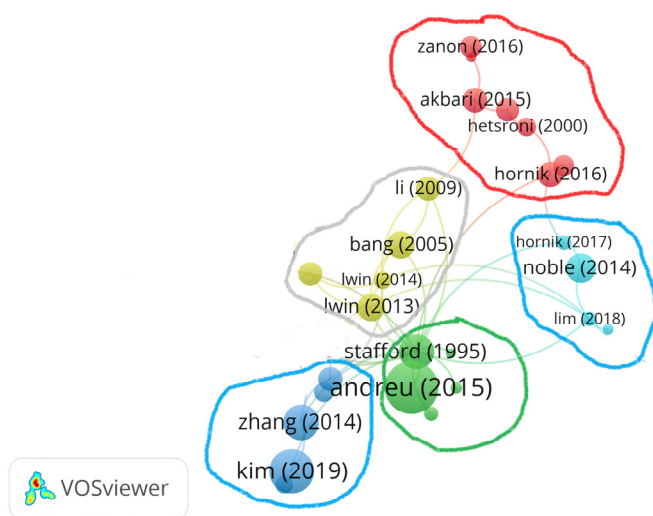 zanon (2016)
akbari (2015)
hetsroni (2000)
hornik (2016)
li (2009)
bang (2005)
hornik (2017)
noble (2014)
lwin (2014)
lwin (2013)
lim (2018)
stafford (1995)
andreu (2015)
zhang (2014)
kim (2019)
VOSviewer